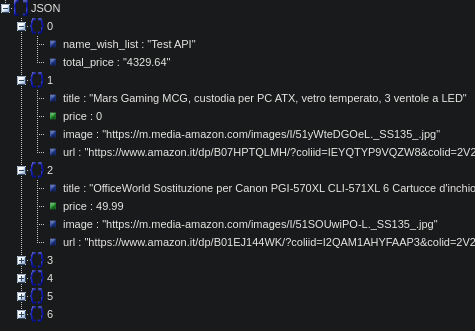 JSON
0
name_wish_list : "Test API"
total_price : "4329.64"
1
title : "Mars Gaming MCG, custodia per PC ATX, vetro temperato, 3 ventole a LED"
price : 0
image : "https://m.media-amazon.com/images/I/51yWteDGOeL._SS135_.jpg"
url : "https://www.amazon.it/dp/B07HPTQLMH/?coliid=IEYQTYP9VQZW8&colid=2V2
2
title : "OfficeWorld Sostituzione per Canon PGI-570XL CLI-571XL 6 Cartucce d'inchio
price : 49.99
image : "https://m.media-amazon.com/images/I/51SOUwiPO-L._SS135_.jpg"
url : "https://www.amazon.it/dp/B01EJ144WK/?coliid=I2QAM1AHYFAAP3&colid=2V2
3
4
5
6